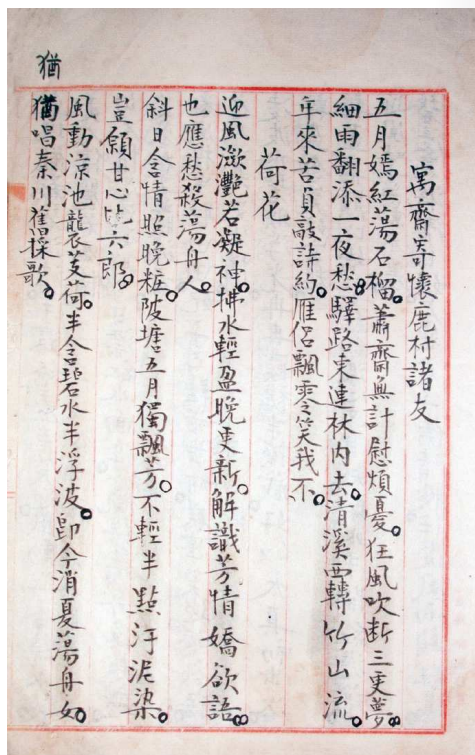 寓齋寄懷鹿村諸友
五月嫣紅蕩石榴。蕭齋無計慰煩憂。狂風吹斷三更夢。
細雨翻添一夜愁。驛路東連林內去。清溪西轉竹山流。
年來苦負敲詩約。雁侶飄零笑我不。
荷花
迎風瀲灩若凝神。拂水輕盈晚更新。解識芳情嬌欲語。
也應愁殺蕩舟人。
斜日含情照晚粧。陂塘五月獨飄芳。不輕半點汙泥染。
豈願甘心比六郎。
風動涼池襲芰荷。半含碧水半浮波。即今消夏蕩舟女。
猶
猶唱秦川舊採歌。